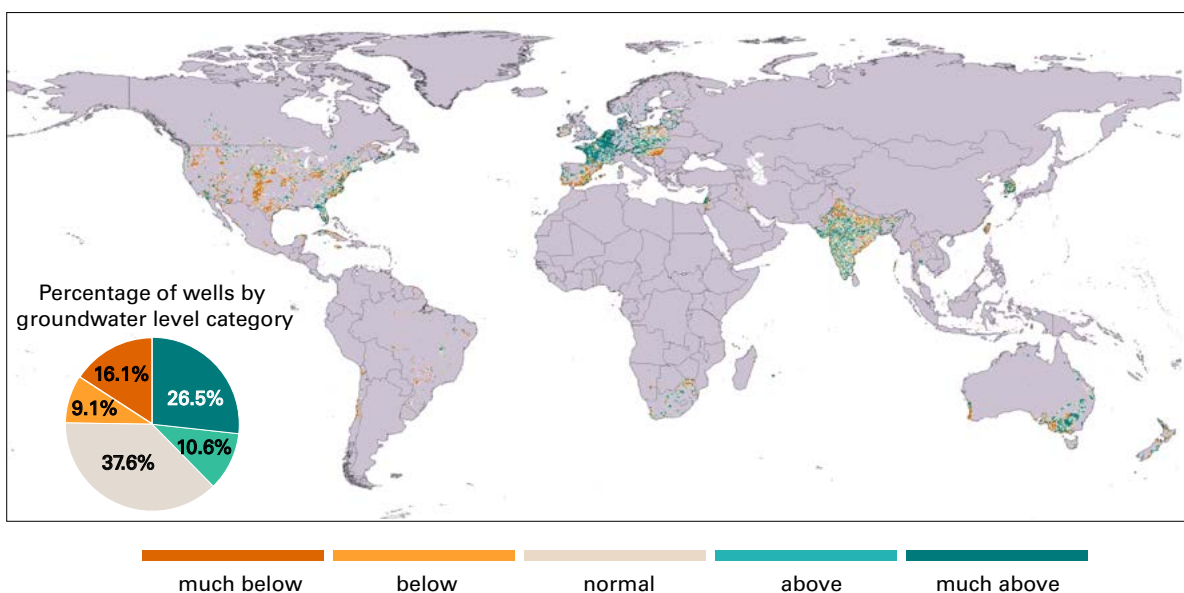 Percentage of wells by
groundwater level category
16.1%
26.5%
9.1%
10.6%
37.6%
much below
below
normal
above
much above